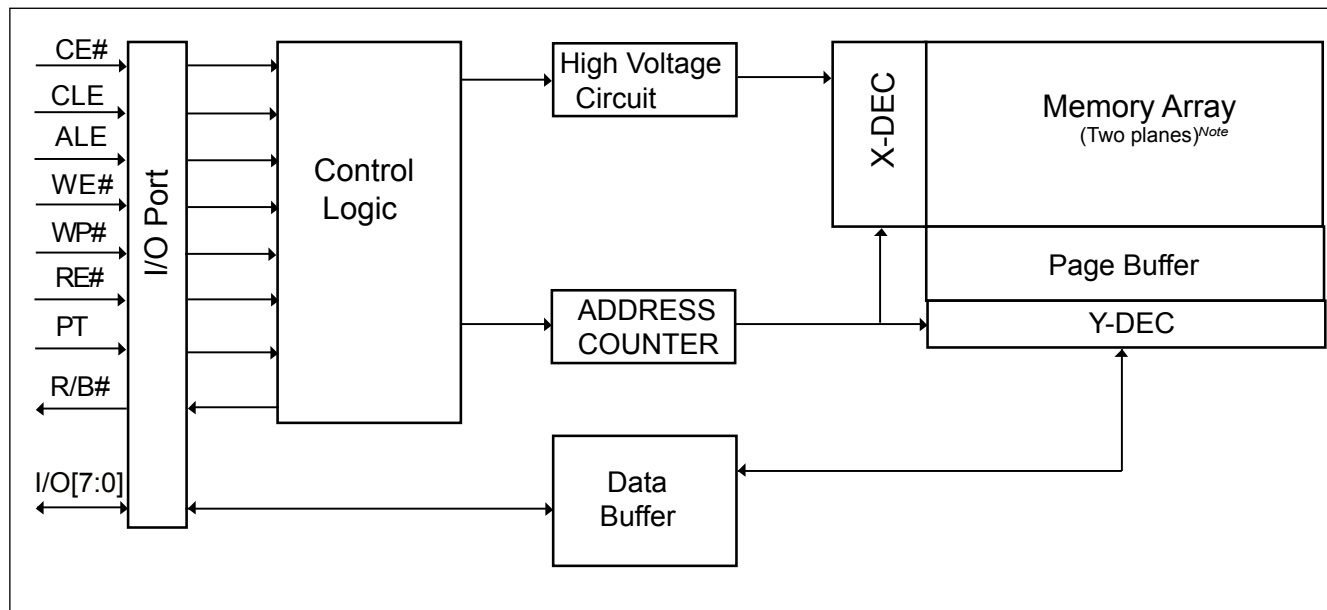 CE#
CLE
ALE
WE#
WP#
RE#
PT
R/B#
I/O[7:0]
I/O Port
Control
Logic
High Voltage
Circuit
ADDRESS
COUNTER
Data
Buffer
X-DEC
Memory Array
(Two planes)Note
Page Buffer
Y-DEC